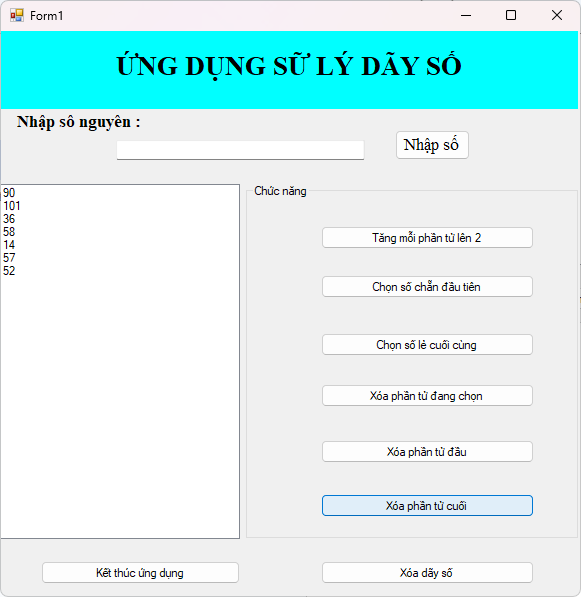 Form1
ỨNG DỤNG SỮ LÝ DÃY SỐ
Nhập sô nguyên :
Nhập số
90
101
36
58
14
57
52
Chức năng
Tăng mỗi phần tử lên 2
Chọn số chẵn đầu tiên
Chọn số lẻ cuối cùng
Xóa phần tử đang chọn
Xóa phần tử đầu
Xóa phần tử cuối
Kết thúc ứng dụng
Xóa dãy số